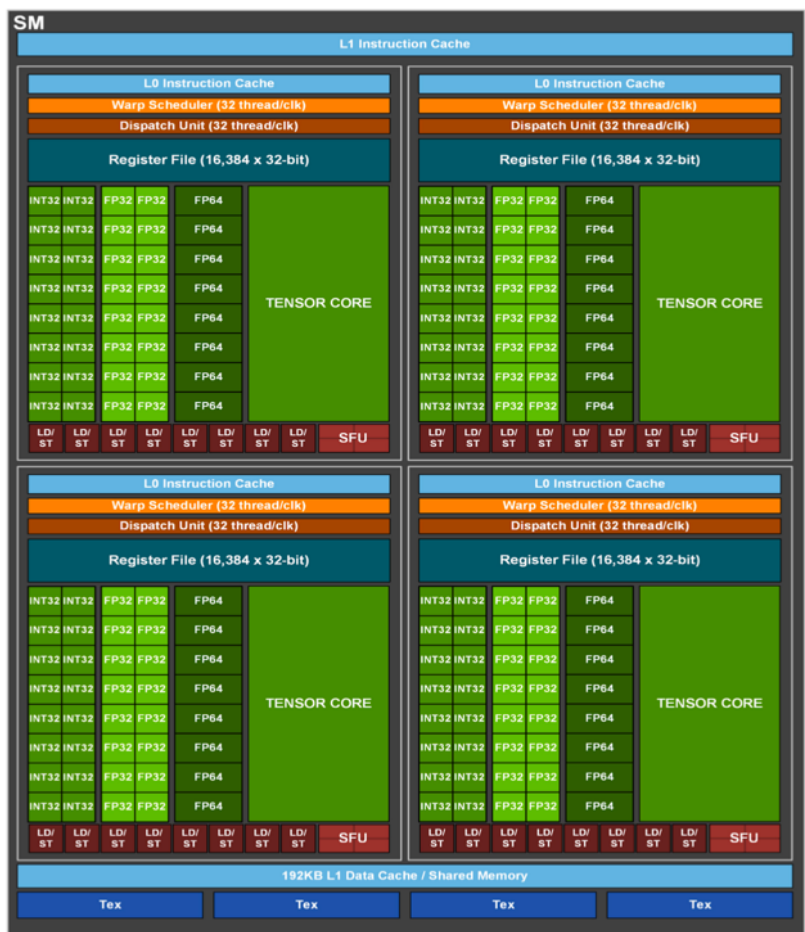 SM
L1 Instruction Cache
L0 Instruction Cache
Warp Scheduler (32 thread/clk)
Dispatch Unit (32 thread/clk)
Register File (16,384 x 32-bit)
INT32 INT32 FP32 FP32 FP64
INT32 INT32 FP32 FP32 FP64
INT32 INT32 FP32 FP32 FP64
INT32 INT32 FP32 FP32 FP64
TENSOR CORE
INT32 INT32 FP32 FP32 FP64
INT32 INT32 FP32 FP32 FP64
INT32 INT32 FP32 FP32 FP64
INT32 INT32 FP32 FP32 FP64
LD/ LD/ LD/ LD/ LD/ LD/ LD/ LD/
ST ST ST ST ST ST ST ST
SFU
L0 Instruction Cache
Warp Scheduler (32 thread/clk)
Dispatch Unit (32 thread/clk)
Register File (16,384 x 32-bit)
INT32 INT32 FP32 FP32 FP64
INT32 INT32 FP32 FP32 FP64
INT32 INT32 FP32 FP32 FP64
INT32 INT32 FP32 FP32 FP64
TENSOR CORE
INT32 INT32 FP32 FP32 FP64
INT32 INT32 FP32 FP32 FP64
INT32 INT32 FP32 FP32 FP64
INT32 INT32 FP32 FP32 FP64
LD/ LD/ LD/ LD/ LD/ LD/ LD/ LD/
ST ST ST ST ST ST ST ST
SFU
L0 Instruction Cache
Warp Scheduler (32 thread/clk)
Dispatch Unit (32 thread/clk)
Register File (16,384 x 32-bit)
INT32 INT32 FP32 FP32 FP64
INT32 INT32 FP32 FP32 FP64
INT32 INT32 FP32 FP32 FP64
INT32 INT32 FP32 FP32 FP64
TENSOR CORE
INT32 INT32 FP32 FP32 FP64
INT32 INT32 FP32 FP32 FP64
INT32 INT32 FP32 FP32 FP64
INT32 INT32 FP32 FP32 FP64
LD/ LD/ LD/ LD/ LD/ LD/ LD/ LD/
ST ST ST ST ST ST ST ST
SFU
L0 Instruction Cache
Warp Scheduler (32 thread/clk)
Dispatch Unit (32 thread/clk)
Register File (16,384 x 32-bit)
INT32 INT32 FP32 FP32 FP64
INT32 INT32 FP32 FP32 FP64
INT32 INT32 FP32 FP32 FP64
INT32 INT32 FP32 FP32 FP64
TENSOR CORE
INT32 INT32 FP32 FP32 FP64
INT32 INT32 FP32 FP32 FP64
INT32 INT32 FP32 FP32 FP64
INT32 INT32 FP32 FP32 FP64
LD/ LD/ LD/ LD/ LD/ LD/ LD/ LD/
ST ST ST ST ST ST ST ST
SFU
192KB L1 Data Cache / Shared Memory
Tex Tex Tex Tex